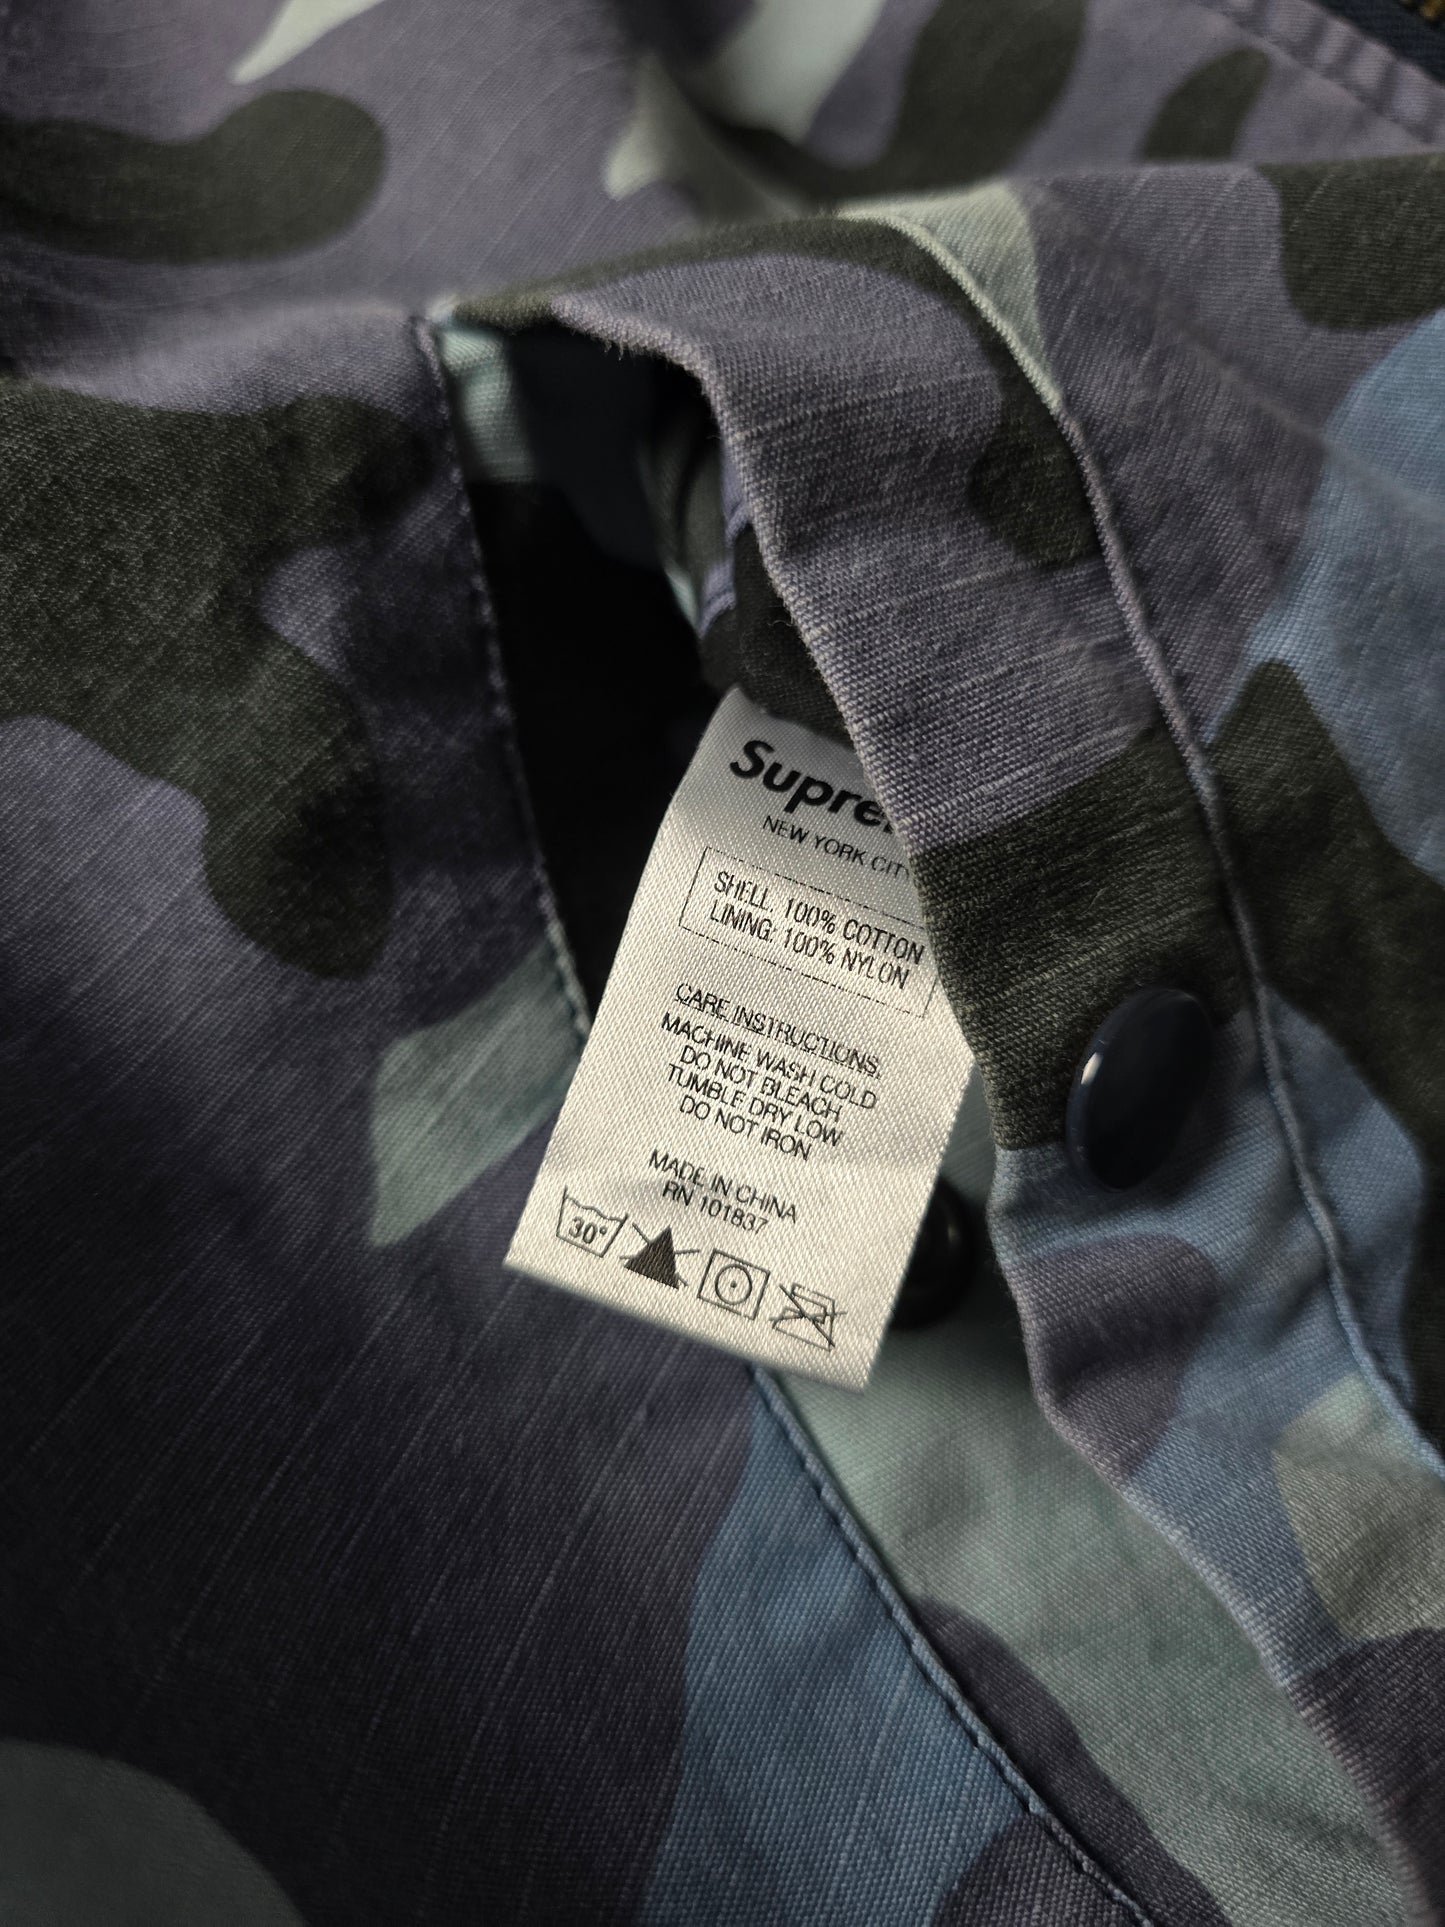 Supre
NEW YORK CIT
SHELL: 100% COTTON
LINING: 100% NYLON
CARE INSTRUCTIONS:
MACHINE WASH COLD
DO NOT BLEACH
TUMBLE DRY LOW
DO NOT IRON
MADE IN CHINA
RN 101837
30°